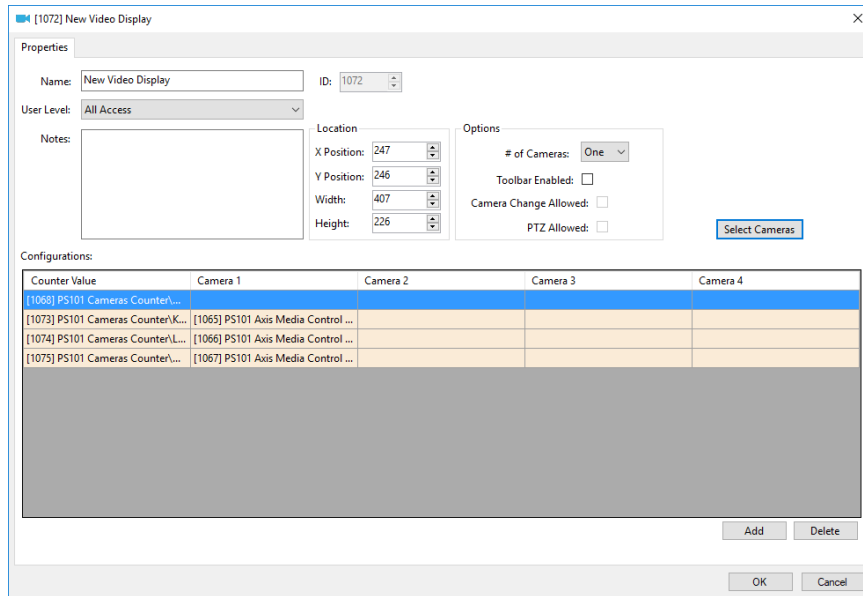 [1072] New Video Display
Properties
Name: New Video Display ID: 1072
User Level: All Access
Notes:
Location
X Position: 247
Y Position: 246
Width: 407
Height: 226
Options
# of Cameras: One
Toolbar Enabled:
Camera Change Allowed:
PTZ Allowed:
Select Cameras
Configurations:
Counter Value Camera 1 Camera 2 Camera 3 Camera 4
[1068] PS101 Cameras Counter\...
[1073] PS101 Cameras Counter\K... [1065] PS101 Axis Media Control ...
[1074] PS101 Cameras Counter\L... [1066] PS101 Axis Media Control ...
[1075] PS101 Cameras Counter\... [1067] PS101 Axis Media Control ...
Add Delete
OK Cancel